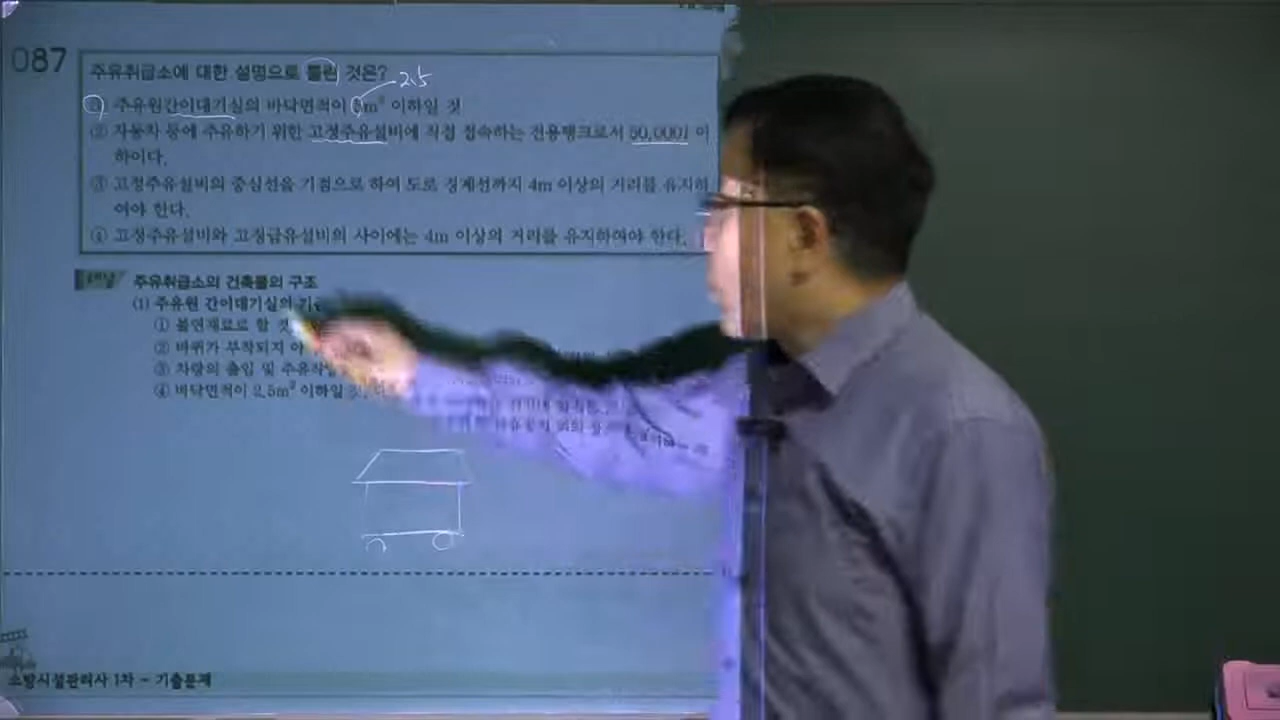 087
주유취급소에 대한 설명으로 틀린 것은?
2.5
① 주유원간이대기실의 바닥면적이 3m² 이하일 것
② 자동차 등에 주유하기 위한 고정주유설비에 직접 접속하는 전용탱크로서 50,000l 이
하이다.
③ 고정주유설비의 중심선을 기점으로 하여 도로 경계선까지 4m 이상의 거리를 유지하
여야 한다.
④ 고정주유설비와 고정급유설비의 사이에는 4m 이상의 거리를 유지하여야 한다.
해설 주유취급소의 건축물의 구조
(1) 주유원 간이대기실의
① 불연재료로 할 것
② 바퀴가 부착되지
③ 차량의 출입 및
④ 바닥면적이 2.5m² 이하일
소방시설관리사 1차 - 기출문제